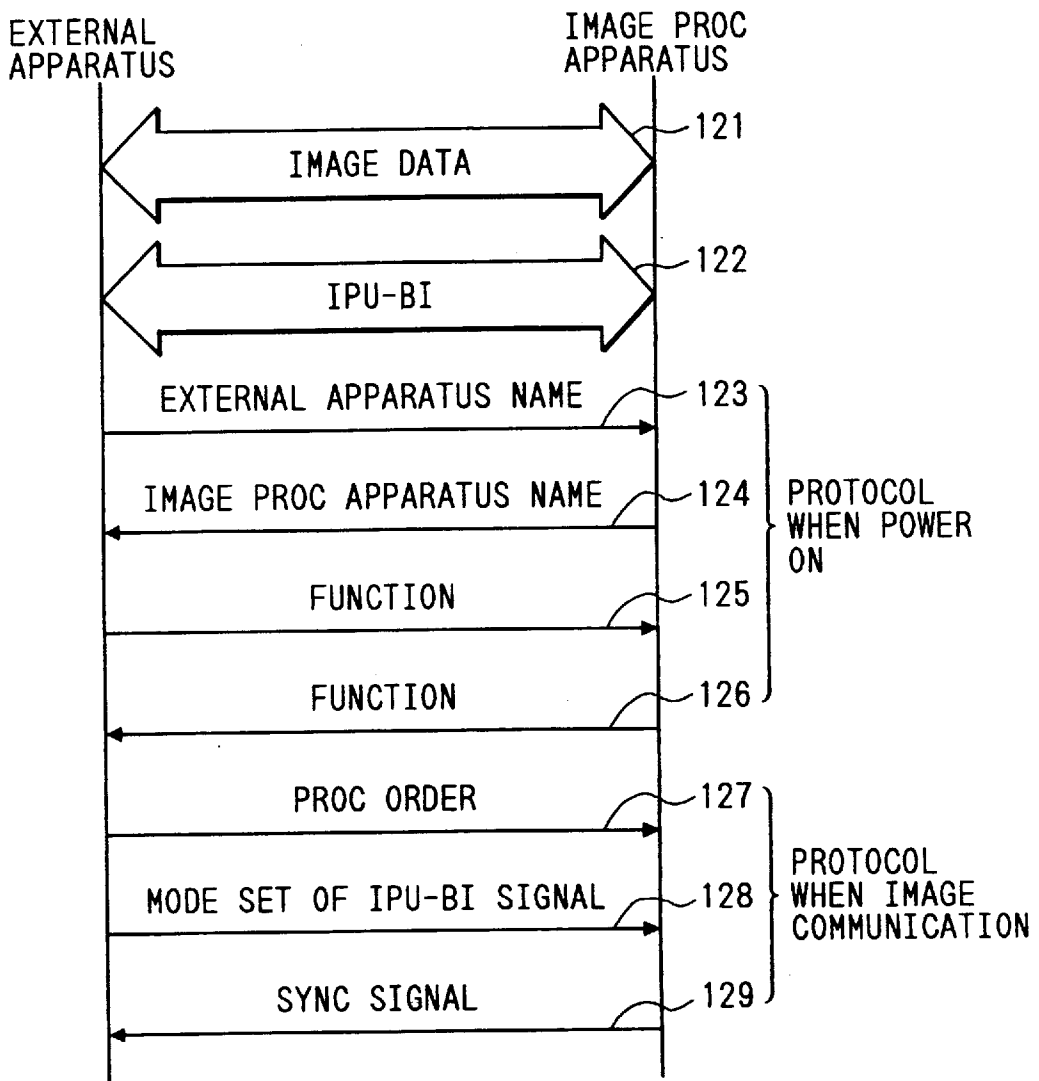 EXTERNAL
APPARATUS
IMAGE PROC
APPARATUS
IMAGE DATA
121
IPU-BI
122
EXTERNAL APPARATUS NAME
123
IMAGE PROC APPARATUS NAME
124
FUNCTION
125
FUNCTION
126
PROTOCOL
WHEN POWER
ON
PROC ORDER
127
MODE SET OF IPU-BI SIGNAL
128
SYNC SIGNAL
129
PROTOCOL
WHEN IMAGE
COMMUNICATION